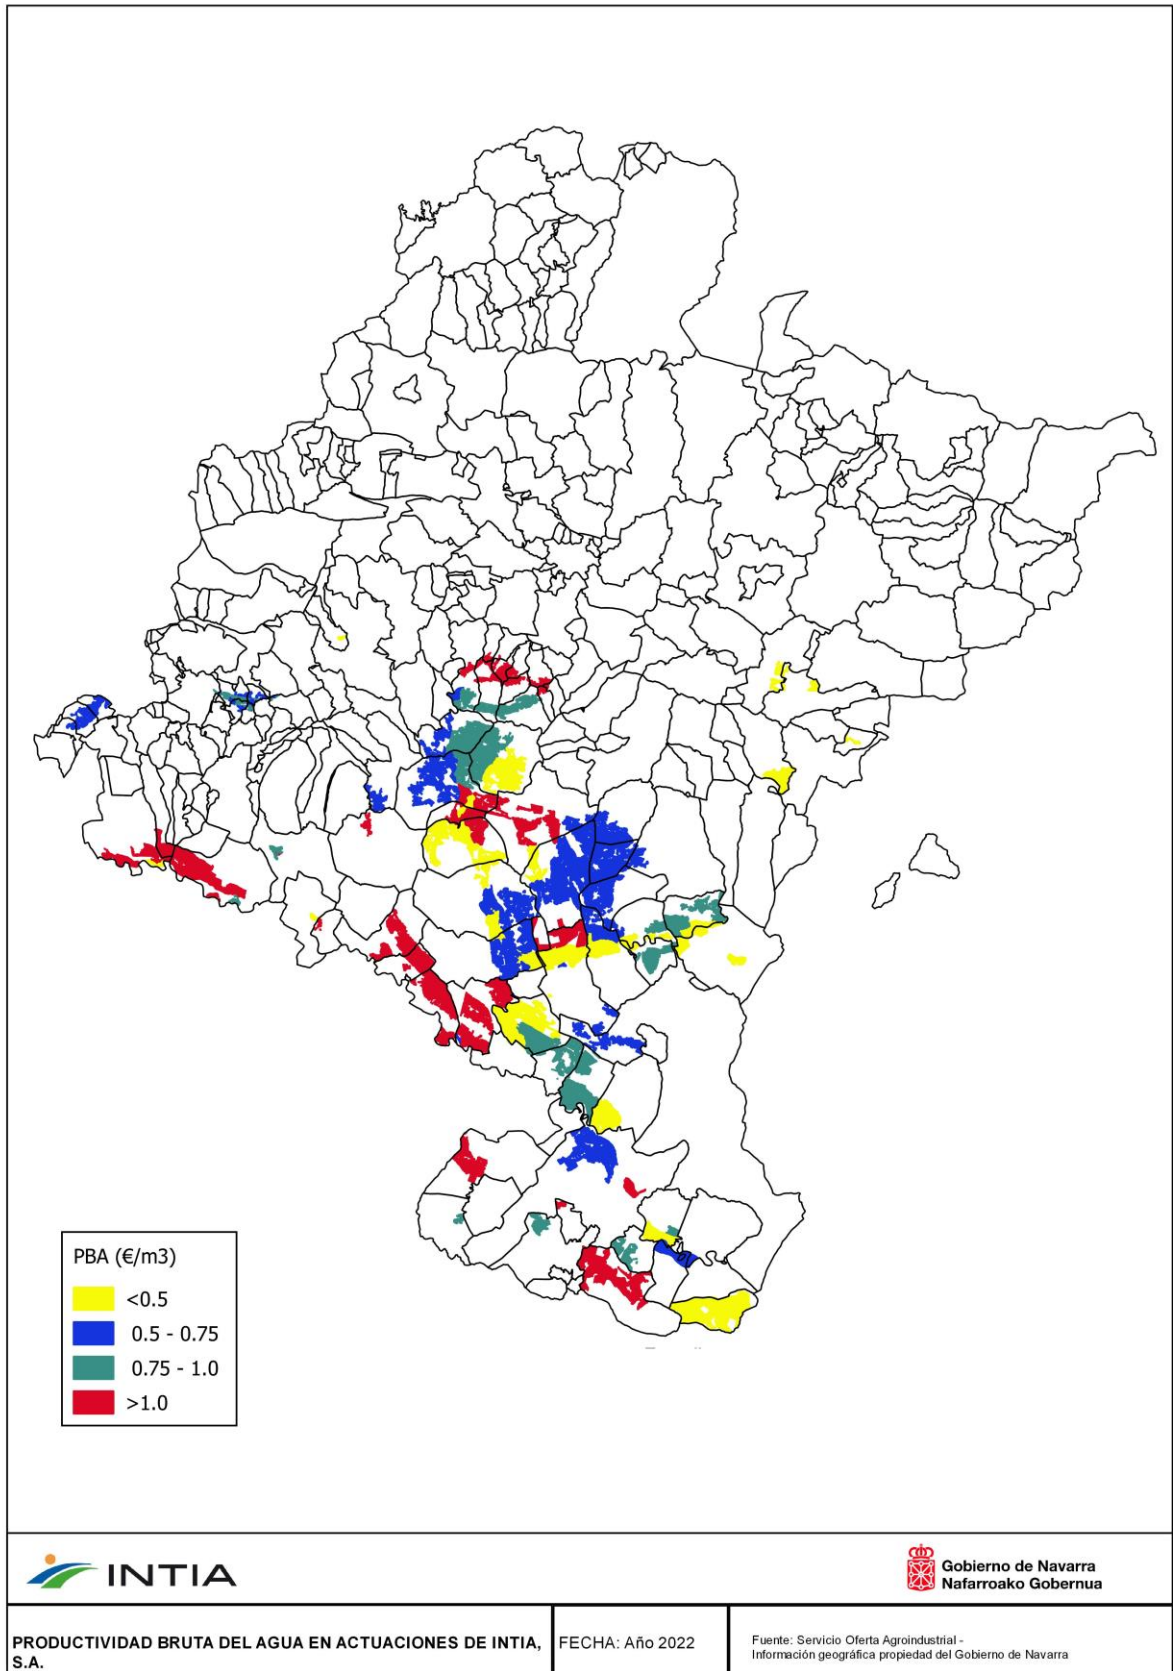 PBA (€/m3)
<0.5
0.5 - 0.75
0.75 - 1.0
>1.0
INTIA
Gobierno de Navarra
Nafarroako Gobernua
PRODUCTIVIDAD BRUTA DEL AGUA EN ACTUACIONES DE INTIA,
S.A.
FECHA: Año 2022
Fuente: Servicio Oferta Agroindustrial -
Información geográfica propiedad del Gobierno de Navarra